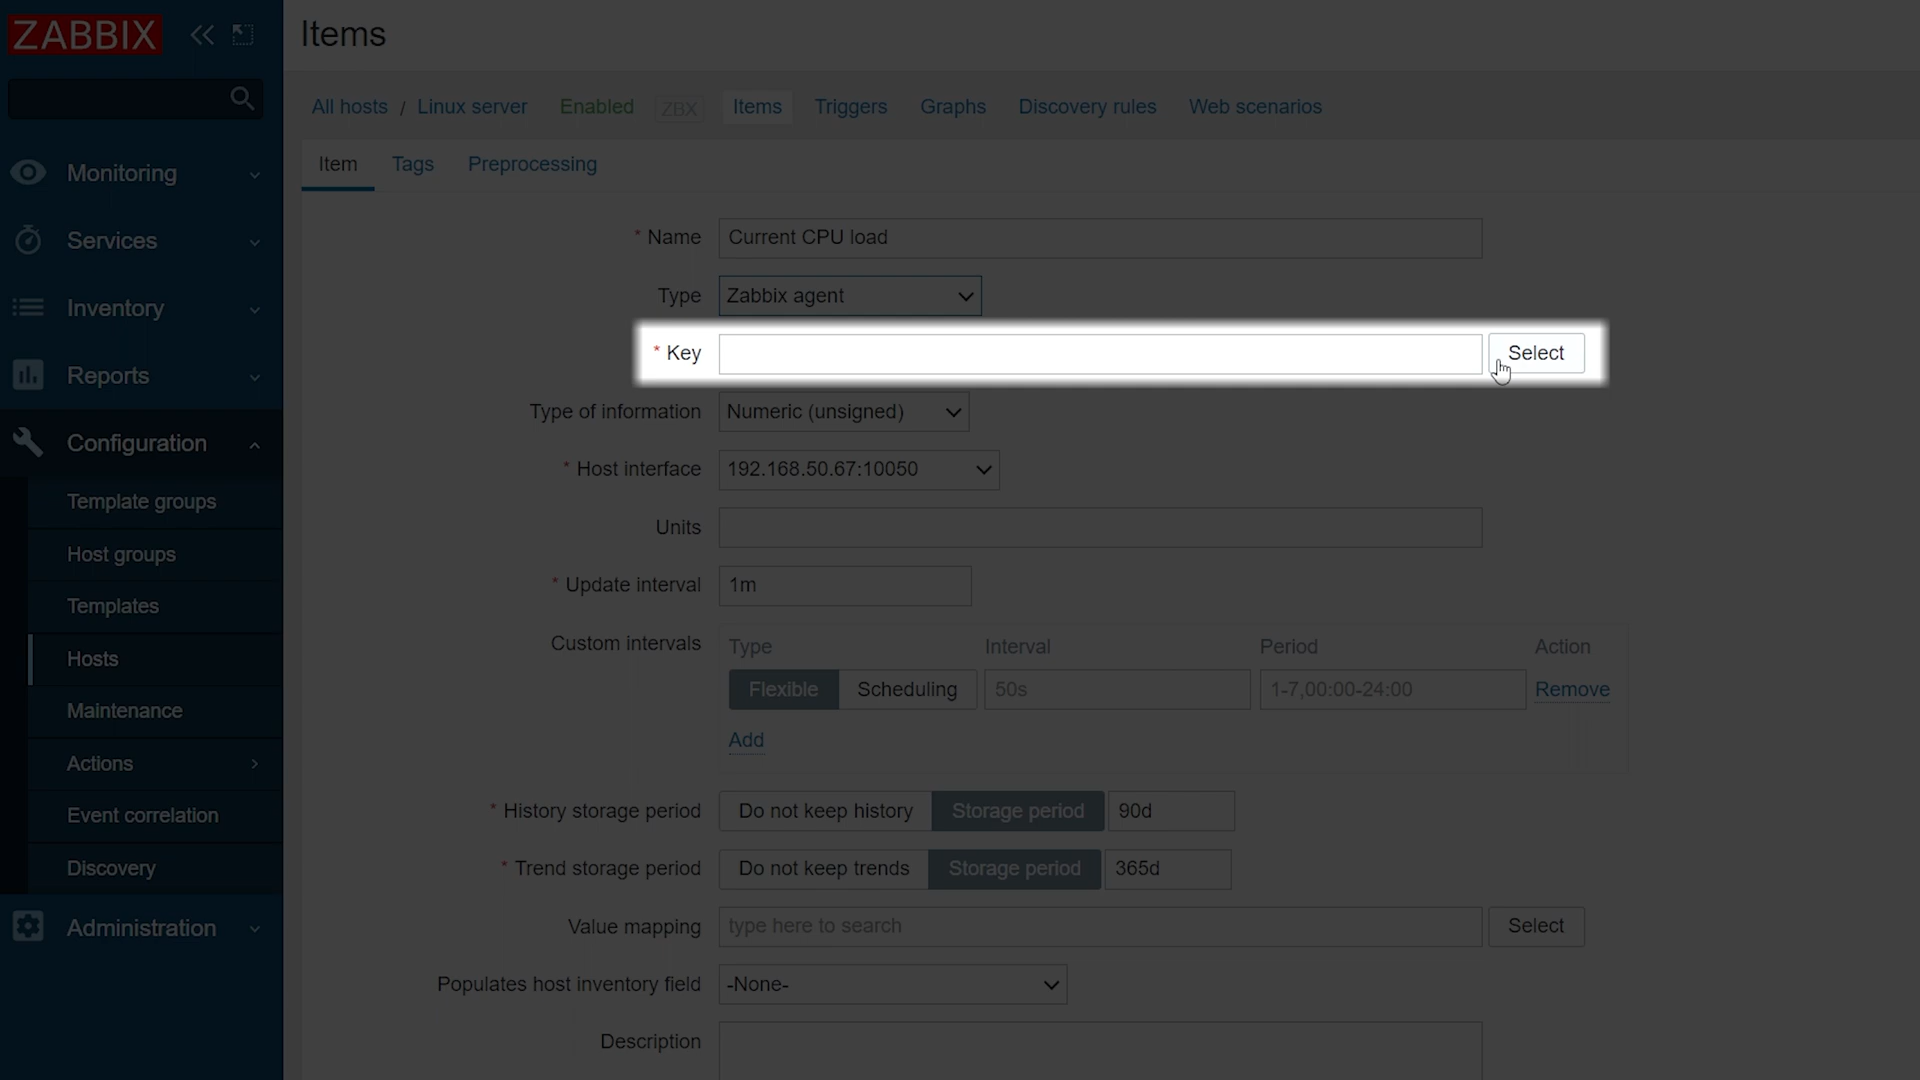 ZABBIX
Items
All hosts / Linux server Enabled ZBX Items Triggers Graphs Discovery rules Web scenarios
Item Tags Preprocessing
Monitoring
Services
Inventory
Reports
Configuration
Template groups
Host groups
Templates
Hosts
Maintenance
Actions
Event correlation
Discovery
Administration
* Name Current CPU load
Type Zabbix agent
* Key Select
Type of information Numeric (unsigned)
* Host interface 192.168.50.67:10050
Units
* Update interval 1m
Custom intervals Type Interval Period Action
Flexible Scheduling 50s 1-7,00:00-24:00 Remove
Add
* History storage period Do not keep history Storage period 90d
* Trend storage period Do not keep trends Storage period 365d
Value mapping type here to search Select
Populates host inventory field -None-
Description